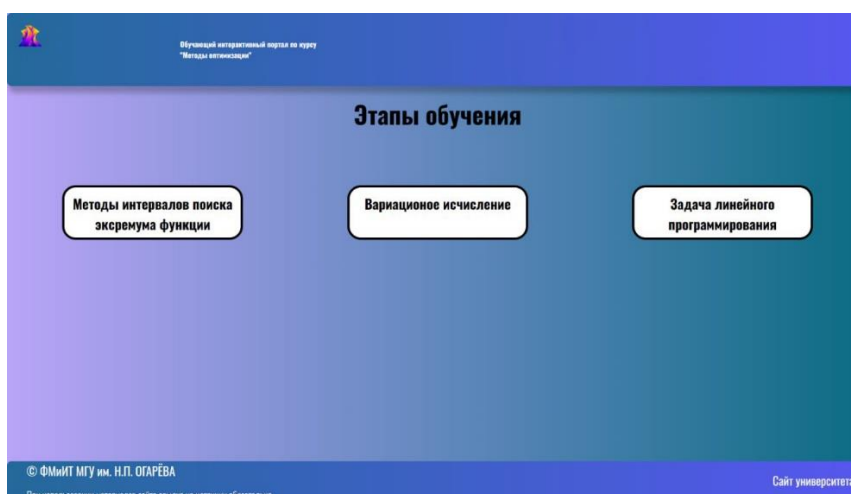 Обучающий интерактивный портал по курсу
"Методы оптимизации"
Этапы обучения
Методы интервалов поиска
эксремума функции
Вариационое исчисление
Задача линейного
программирования
© ФМиИТ МГУ им. Н.П. ОГАРЁВА
Сайт университета